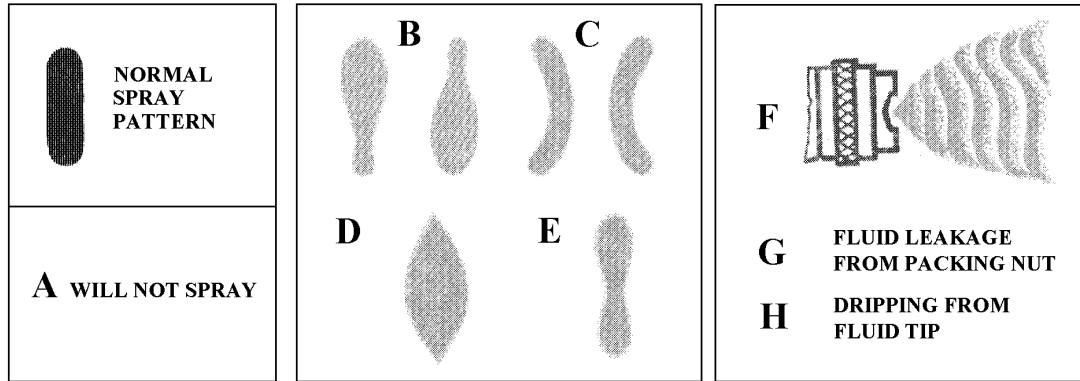 NORMAL
SPRAY
PATTERN
A WILL NOT SPRAY
B
C
D
E
F
G FLUID LEAKAGE
FROM PACKING NUT
H DRIPPING FROM
FLUID TIP